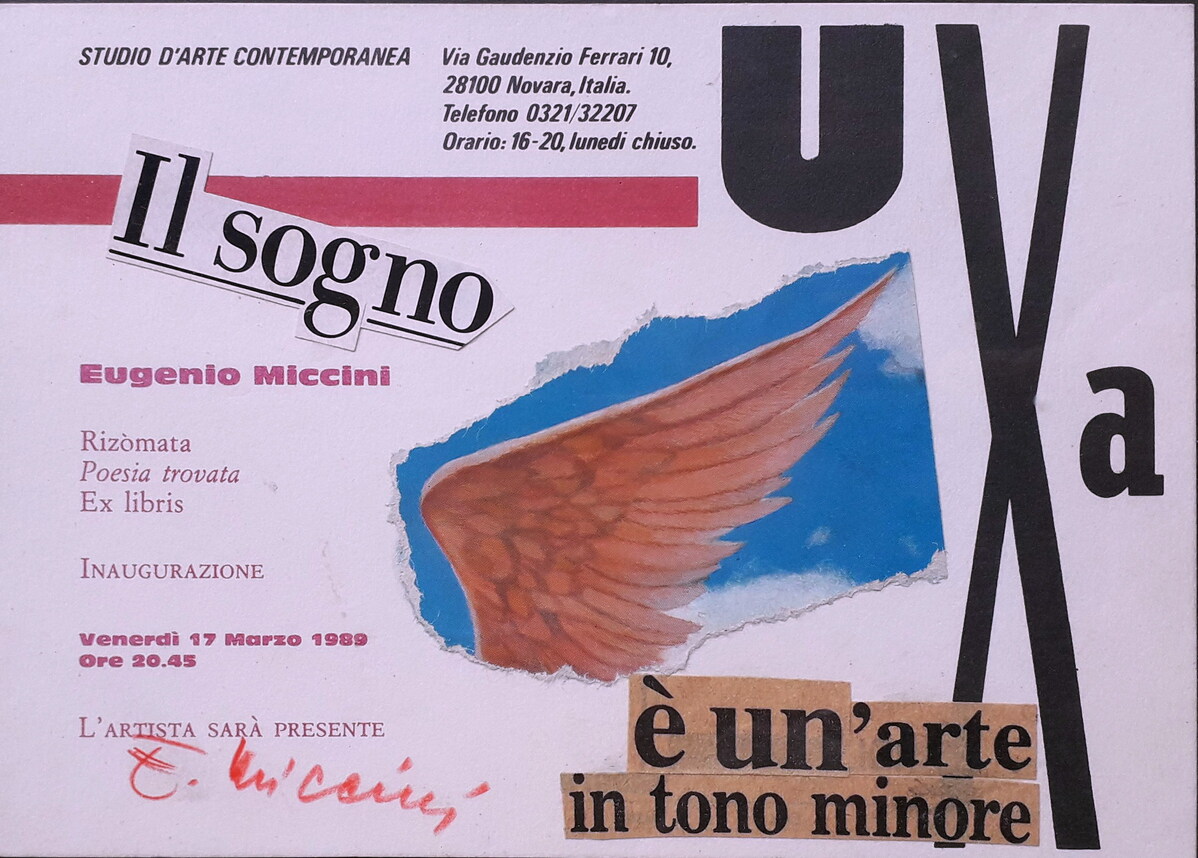 STUDIO D'ARTE CONTEMPORANEA
Via Gaudenzio Ferrari 10,
28100 Novara, Italia.
Telefono 0321/32207
Orario: 16-20, lunedi chiuso.
uXa
Il sogno
Eugenio Miccini
Rizòmata
Poesia trovata
Ex libris
INAUGURAZIONE
Venerdì 17 Marzo 1989
Ore 20.45
L'ARTISTA SARÀ PRESENTE
E. Miccini
è un'arte
in tono minore